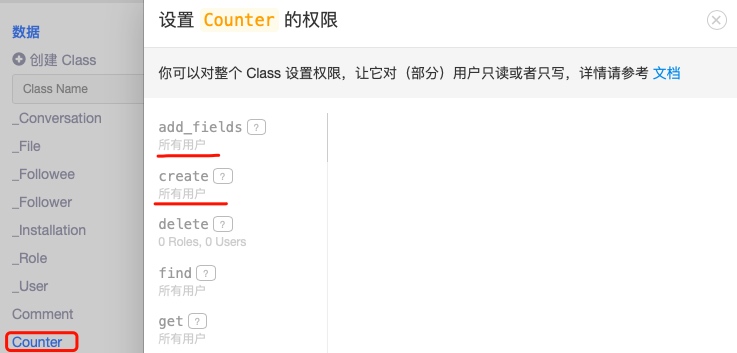 数据
创建 Class
Class Name
_Conversation
_File
_Followee
_Follower
_Installation
_Role
_User
Comment
Counter
设置 Counter 的权限
你可以对整个 Class 设置权限，让它对（部分）用户只读或者只写，详情请参考 文档
add_fields ?
所有用户
create ?
所有用户
delete ?
0 Roles, 0 Users
find ?
所有用户
get ?
所有用户